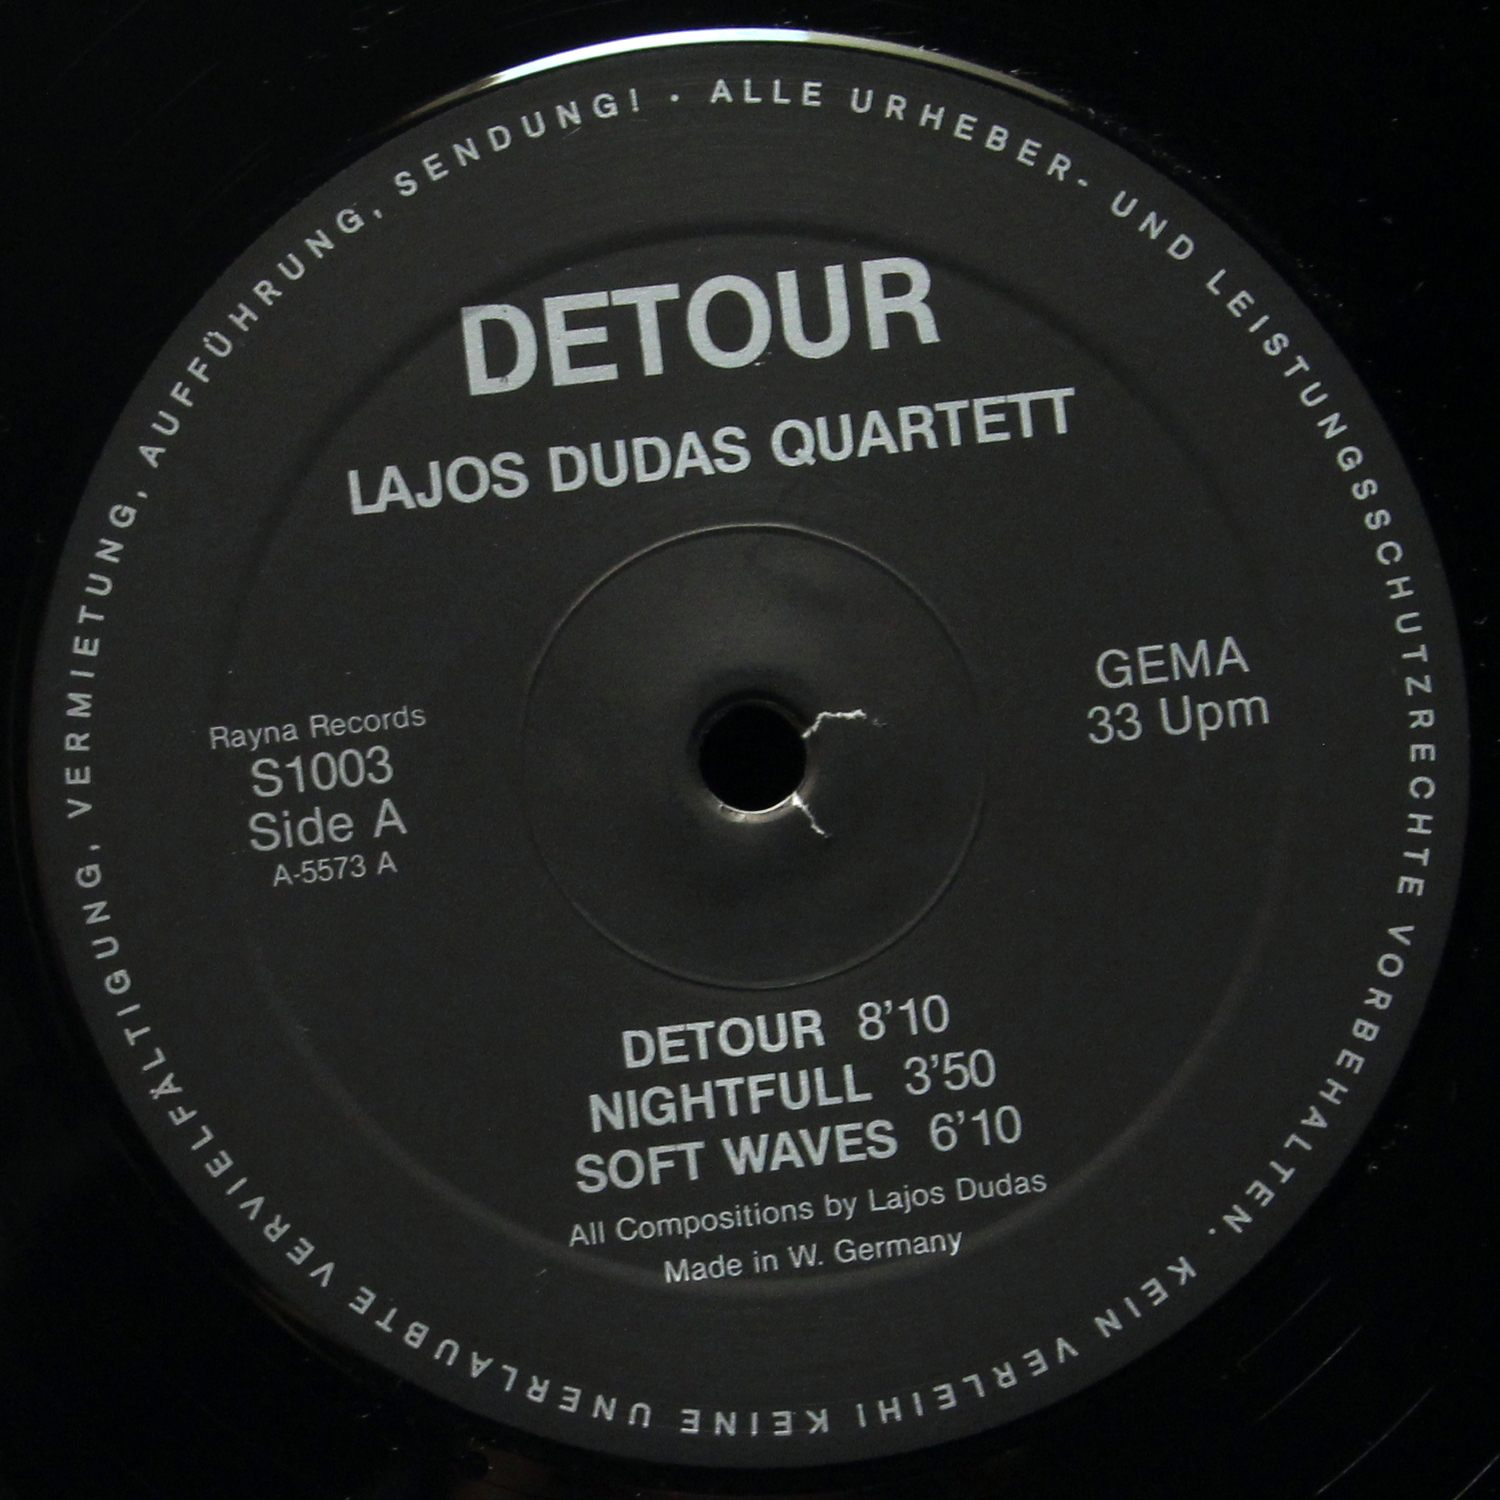 ALLE URHEBER- UND LEISTUNGSSCHUTZRECHTE VORBEHALTEN. KEIN VERLEIH! KEINE UNERLAUBTE VERVIELFÄLTIGUNG, VERMIETUNG, AUFFÜHRUNG, SENDUNG! ·
DETOUR
LAJOS DUDAS QUARTETT
Rayna Records
S1003
Side A
A-5573 A
GEMA
33 Upm
DETOUR 8'10
NIGHTFULL 3'50
SOFT WAVES 6'10
All Compositions by Lajos Dudas
Made in W. Germany